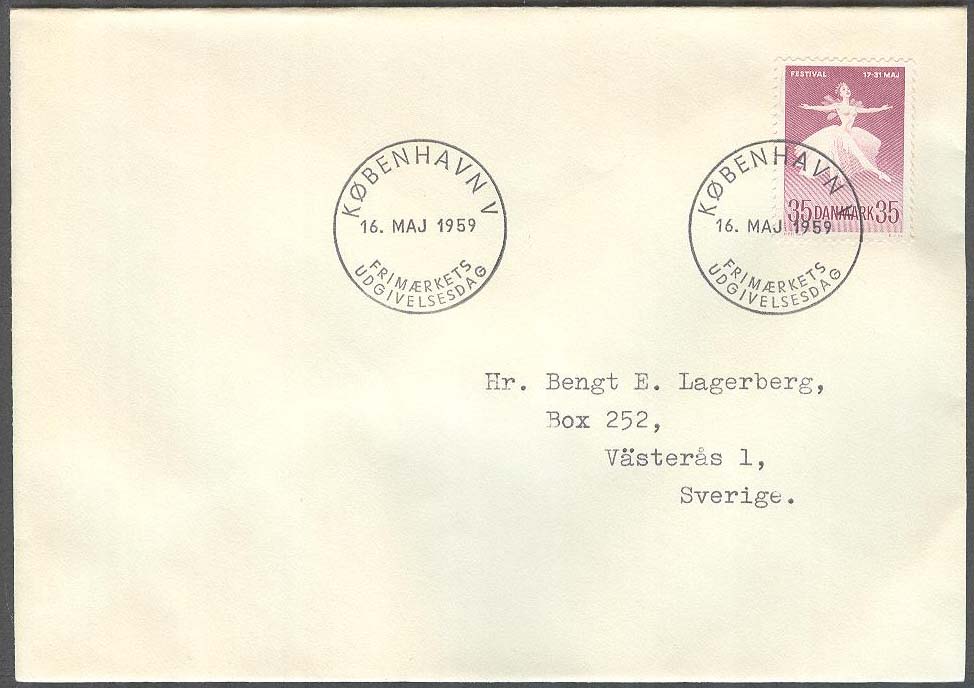 FESTIVAL 17-31 MAJ
35 DANMARK 35
KØBENHAVN V
16. MAJ 1959
FRIMÆRKETS
UDGIVELSESDAG
KØBENHAVN
16. MAJ 1959
FRIMÆRKETS
UDGIVELSESDAG
Hr. Bengt E. Lagerberg,
Box 252,
Västerås 1,
Sverige.